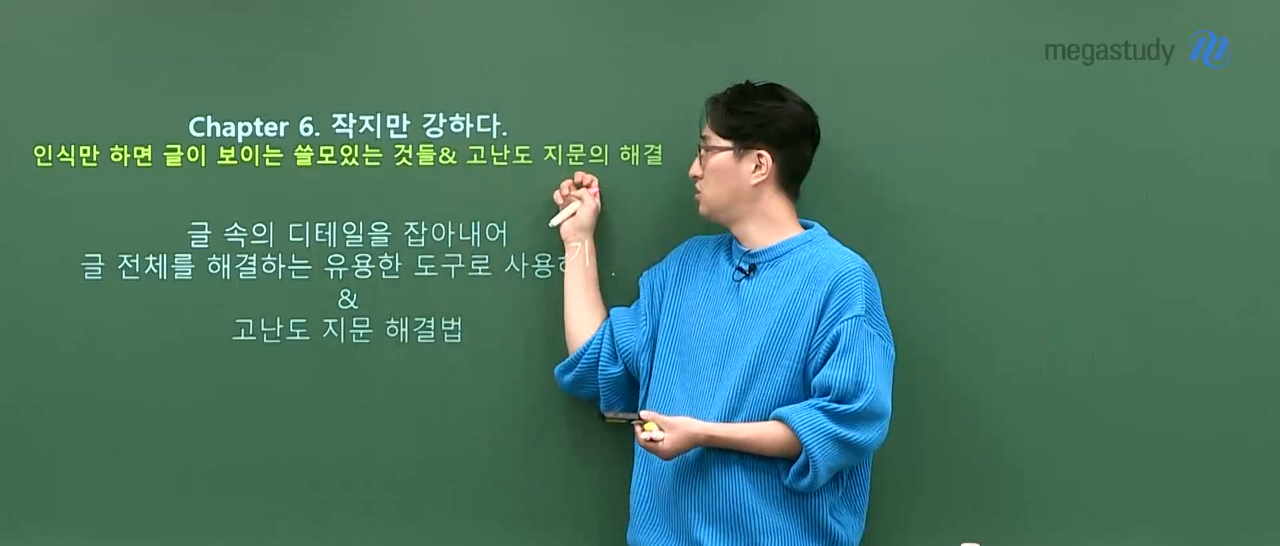 megastudy
Chapter 6. 작지만 강하다.
인식만 하면 글이 보이는 쓸모있는 것들& 고난도 지문의 해결
글 속의 디테일을 잡아내어
글 전체를 해결하는 유용한 도구로 사용하기.
&
고난도 지문 해결법